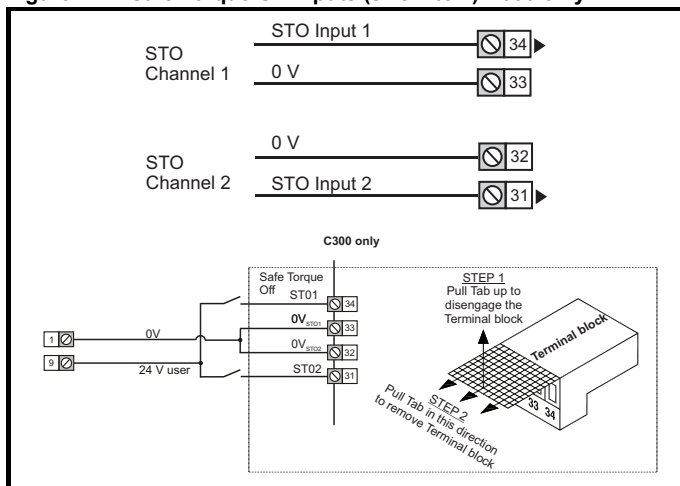 STO
Channel 1
STO Input 1
34
0 V
33
STO
Channel 2
0 V
32
STO Input 2
31
C300 only
Safe Torque
Off
ST01
34
0V STO1
33
0V STO2
32
ST02
31
1
0V
9
24 V user
STEP 1
Pull Tab up to
disengage the
Terminal block
Terminal block
33 34
STEP 2
Pull Tab in this direction
to remove Terminal block